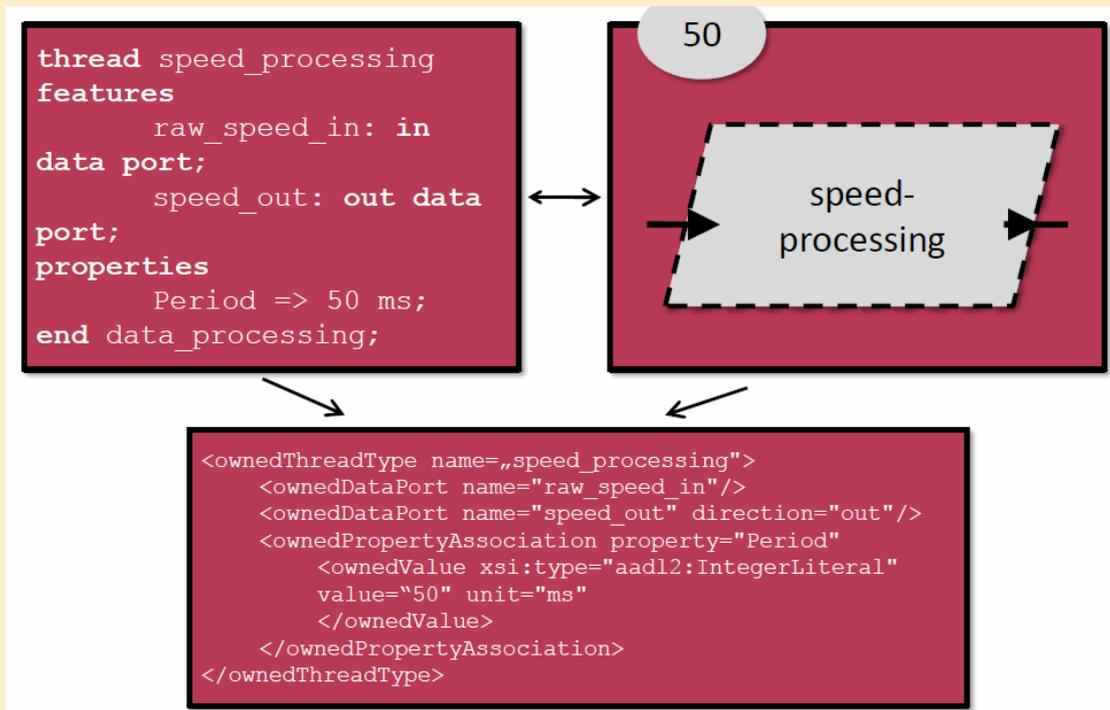 thread speed_processing
features
raw_speed_in: in
data port;
speed_out: out data
port;
properties
Period => 50 ms;
end data_processing;
50
speed-
processing
<ownedThreadType name=„speed_processing">
<ownedDataPort name="raw_speed_in"/>
<ownedDataPort name="speed_out" direction="out"/>
<ownedPropertyAssociation property="Period"
<ownedValue xsi:type="aadl2:IntegerLiteral"
value=“50" unit="ms"
</ownedValue>
</ownedPropertyAssociation>
</ownedThreadType>